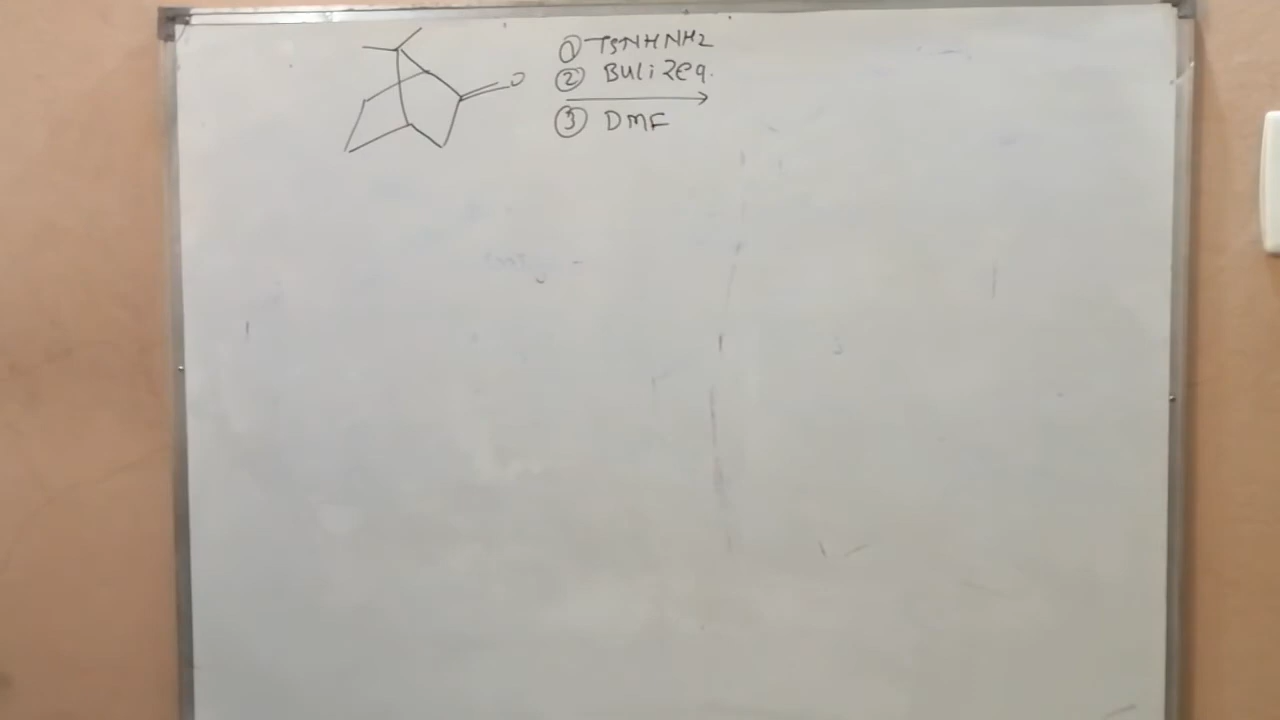 ① TSNHNH2
② BuLi 2eq.
③ DMF
O